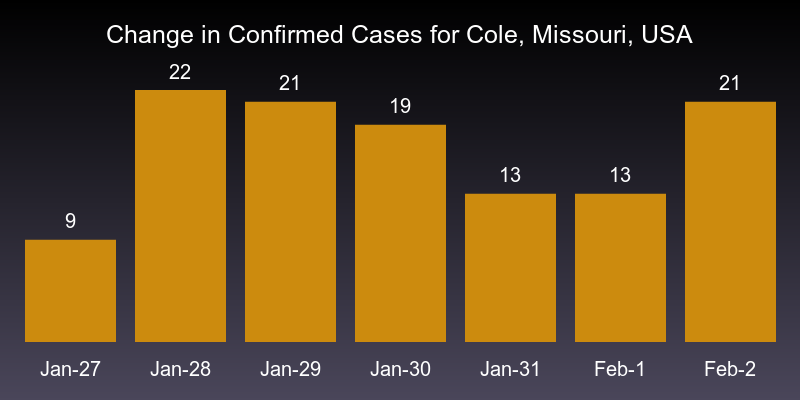 Change in Confirmed Cases for Cole, Missouri, USA
9
22
21
19
13
13
21
Jan-27
Jan-28
Jan-29
Jan-30
Jan-31
Feb-1
Feb-2